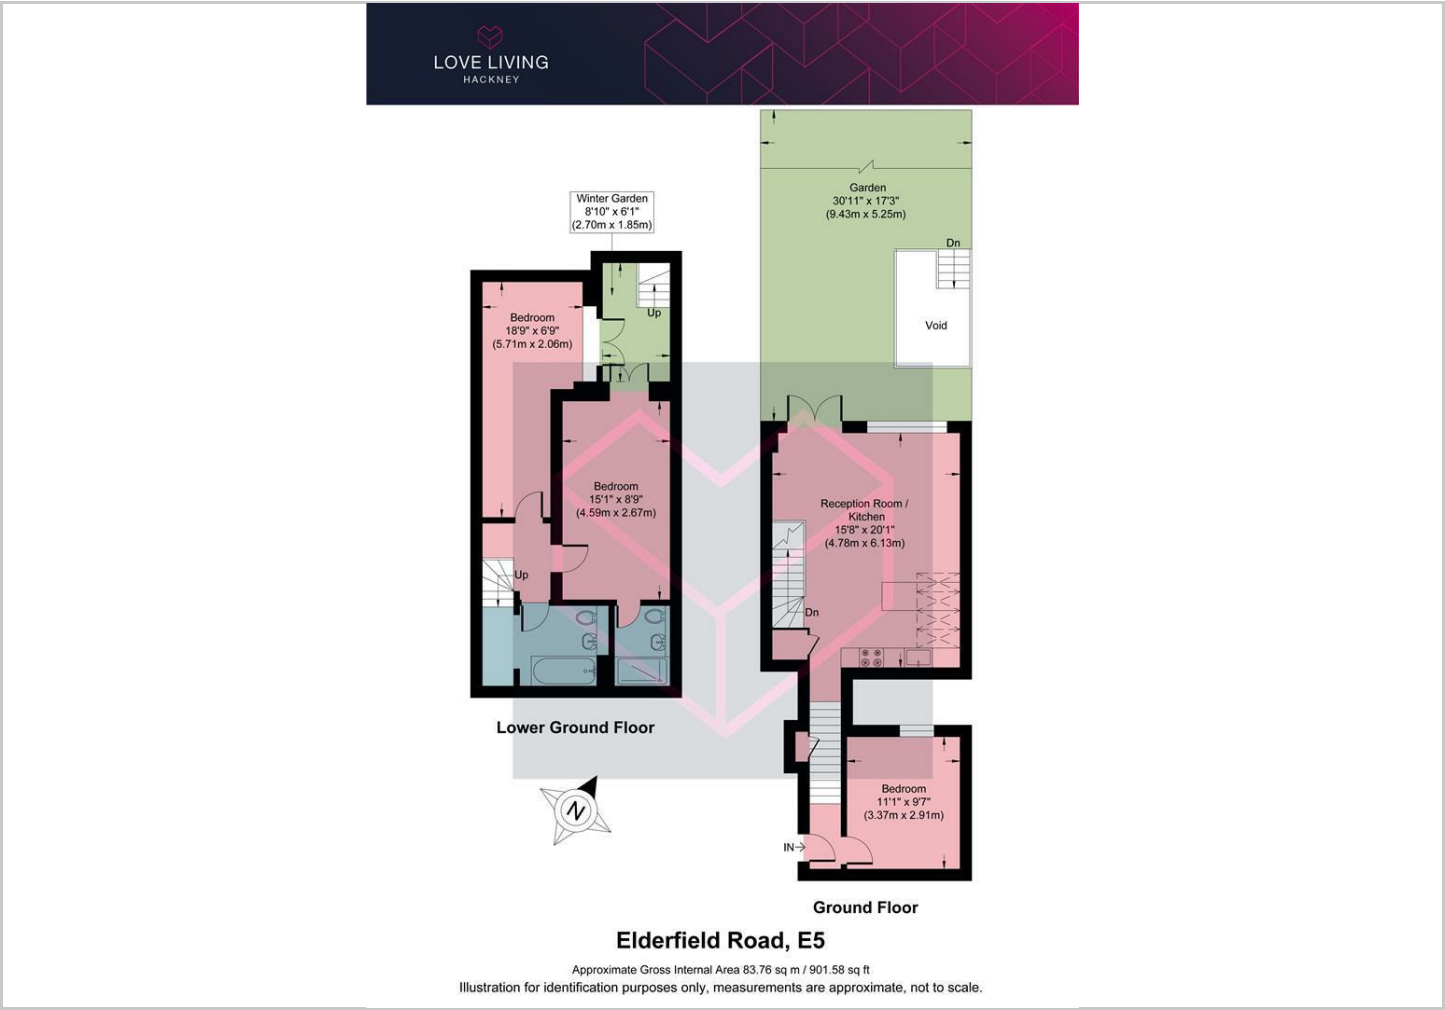 LOVE LIVING
HACKNEY
Garden
30'11" x 17'3"
(9.43m x 5.25m)
Dn
Void
Winter Garden
8'10" x 6'1"
(2.70m x 1.85m)
Up
Bedroom
18'9" x 6'9"
(5.71m x 2.06m)
Bedroom
15'1" x 8'9"
(4.59m x 2.67m)
Up
Lower Ground Floor
N
Reception Room /
Kitchen
15'8" x 20'1"
(4.78m x 6.13m)
Dn
Bedroom
11'1" x 9'7"
(3.37m x 2.91m)
IN
Ground Floor
Elderfield Road, E5
Approximate Gross Internal Area 83.76 sq m / 901.58 sq ft
Illustration for identification purposes only, measurements are approximate, not to scale.